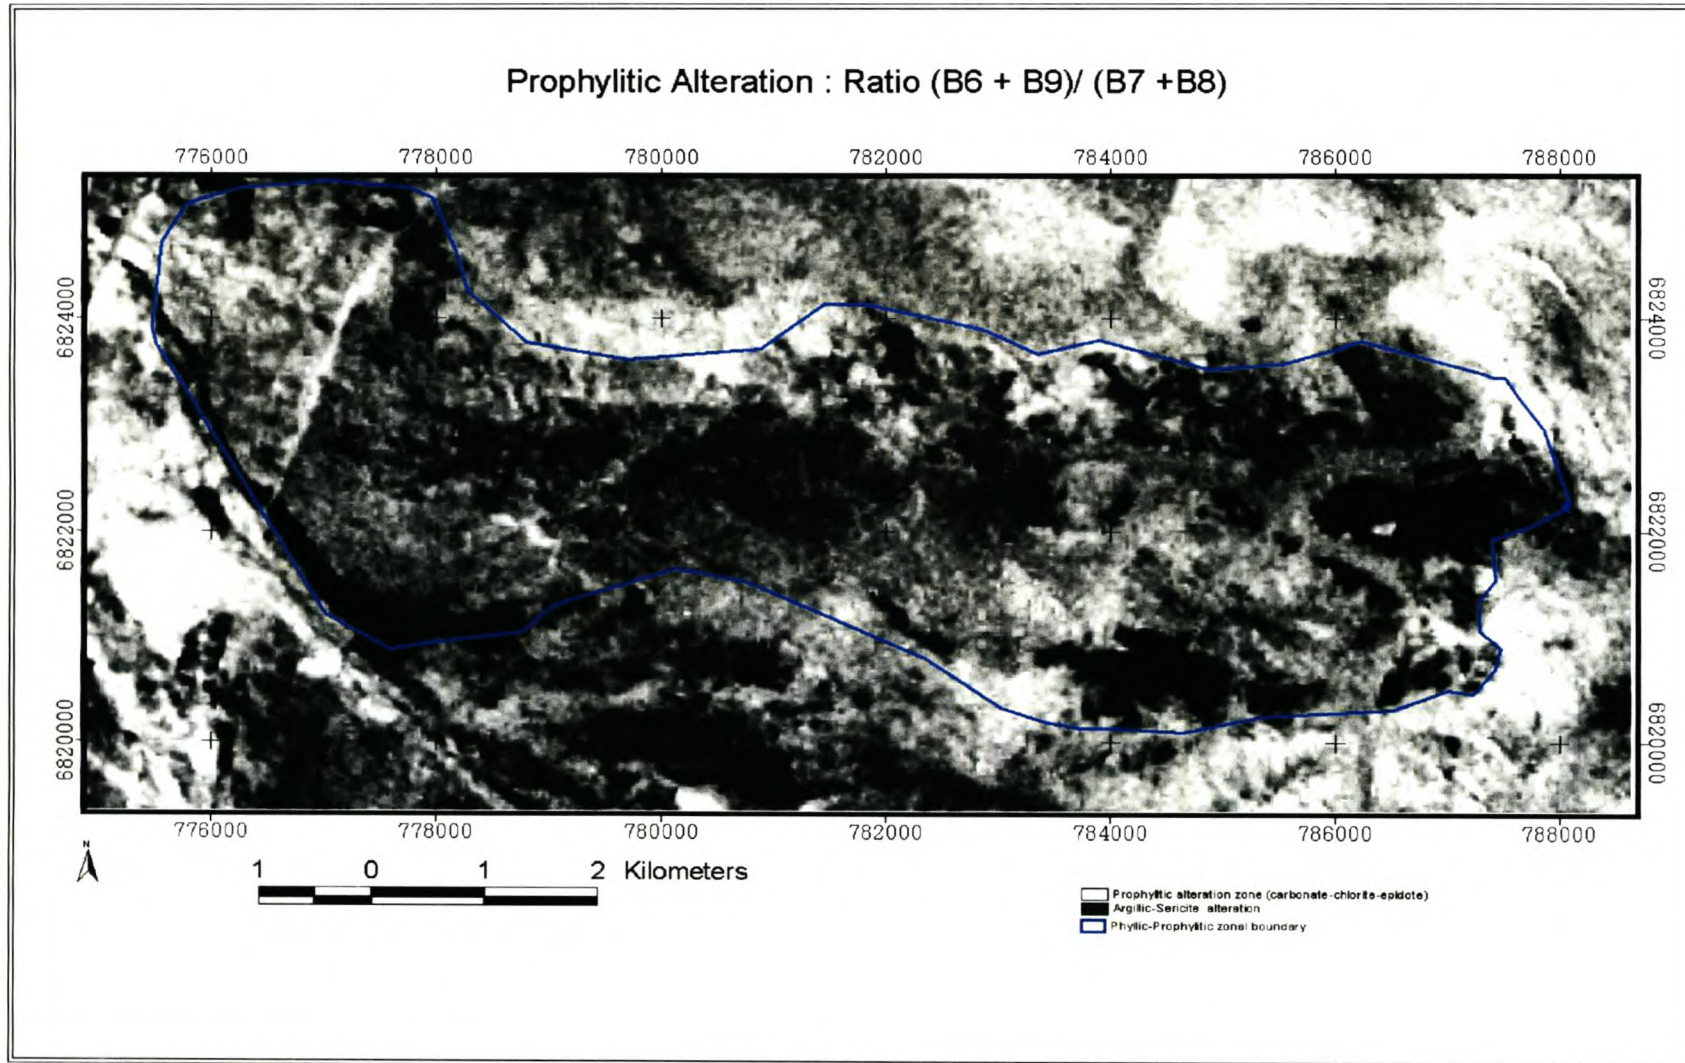 Prophylitic Alteration : Ratio (B6 + B9)/ (B7 +B8)
776000 778000 780000 782000 784000 786000 788000
6824000 6824000
6822000 6822000
6820000 6820000
776000 778000 780000 782000 784000 786000 788000
N
1 0 1 2 Kilometers
Prophylitic alteration zone (carbonate-chlorite-epidote)
Argillic-Sericite alteration
Phyllic-Prophylitic zonal boundary